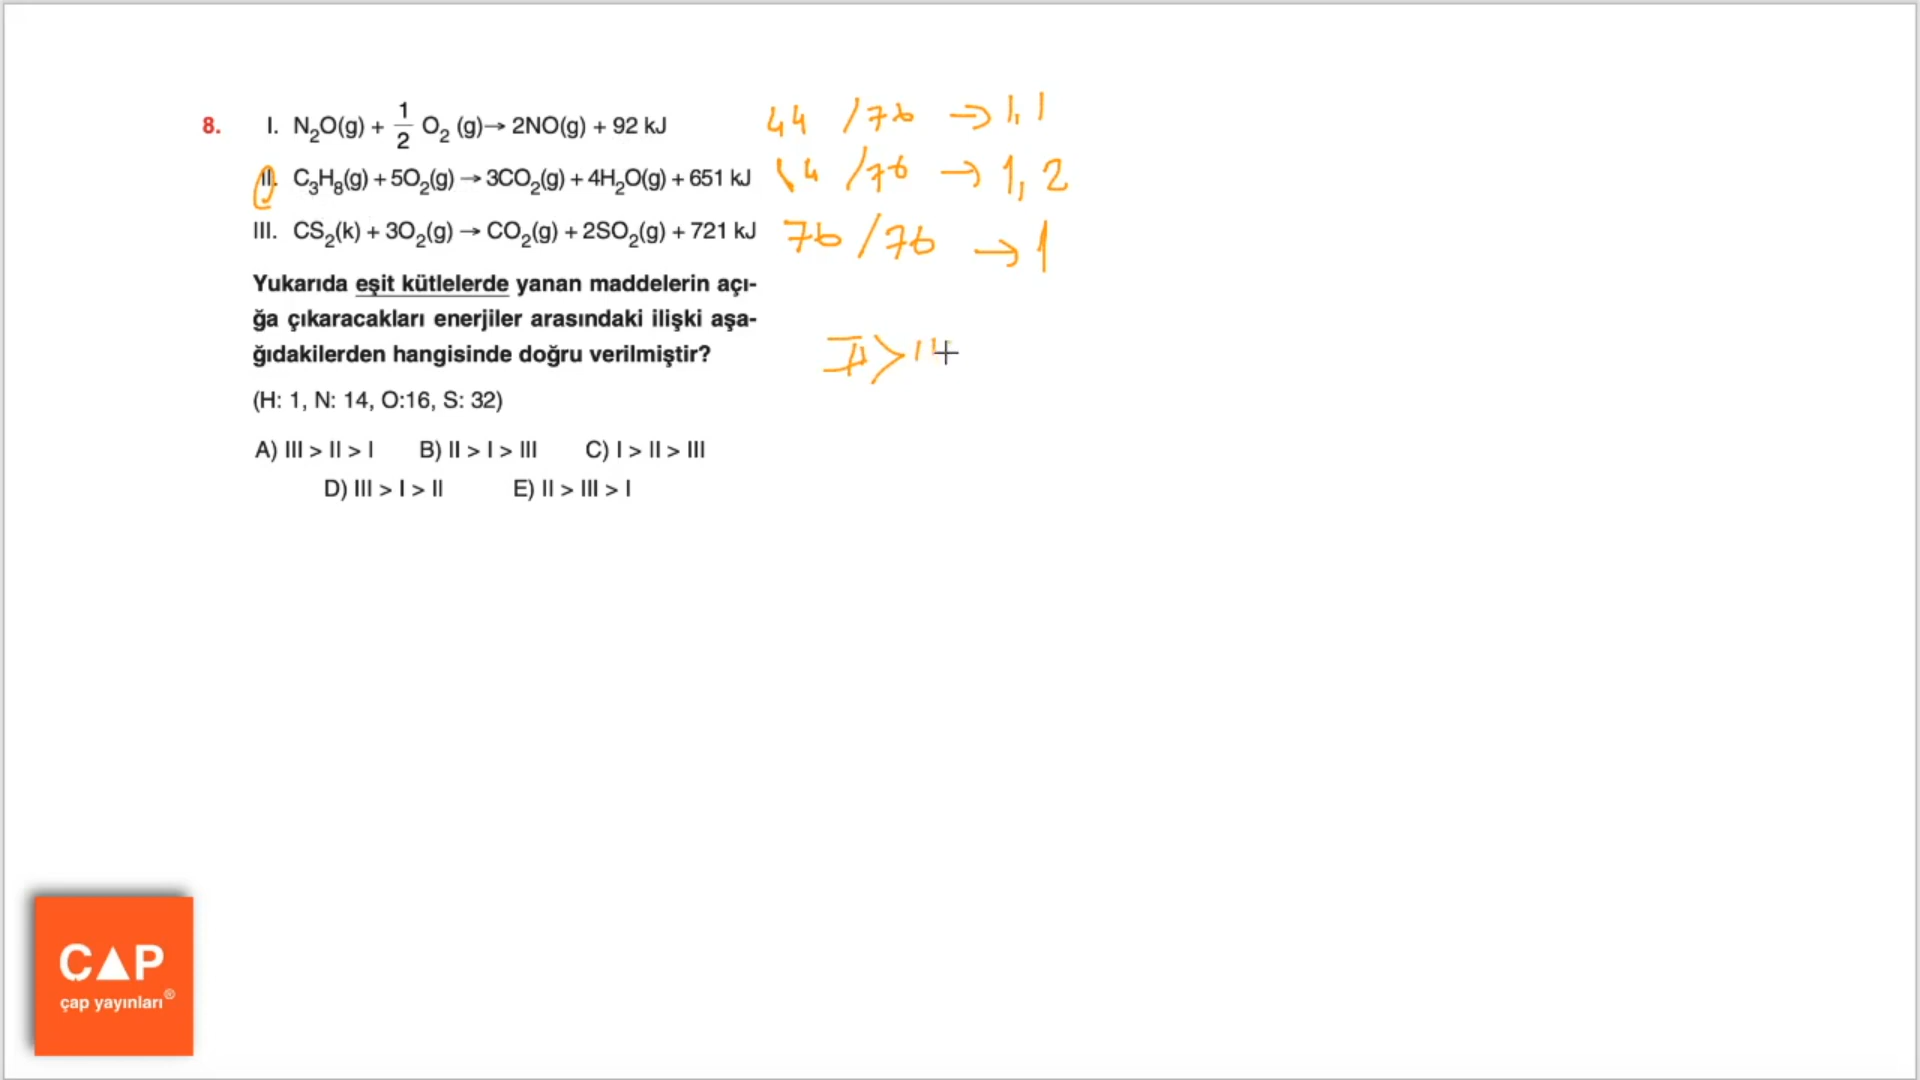 8. I. N₂O(g) + 1/2 O₂ (g)→ 2NO(g) + 92 kJ 44 /76 → 1,1
II. C₃H₈(g) + 5O₂(g) → 3CO₂(g) + 4H₂O(g) + 651 kJ 44 /76 → 1,2
III. CS₂(k) + 3O₂(g) → CO₂(g) + 2SO₂(g) + 721 kJ 76 /76 → 1
Yukarıda eşit kütlelerde yanan maddelerin açı-
ğa çıkaracakları enerjiler arasındaki ilişki aşa-
ğıdakilerden hangisinde doğru verilmiştir?
II >
(H: 1, N: 14, O:16, S: 32)
A) III > II > I B) II > I > III C) I > II > III
D) III > I > II E) II > III > I
ÇAP
çap yayınları®